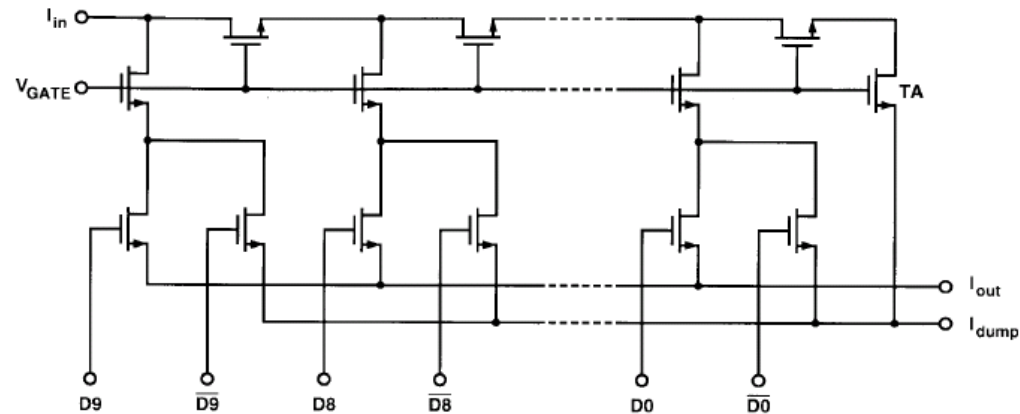 I_in
V_GATE
TA
I_out
I_dump
D9 D̅9̅ D8 D̅8̅ D0 D̅0̅